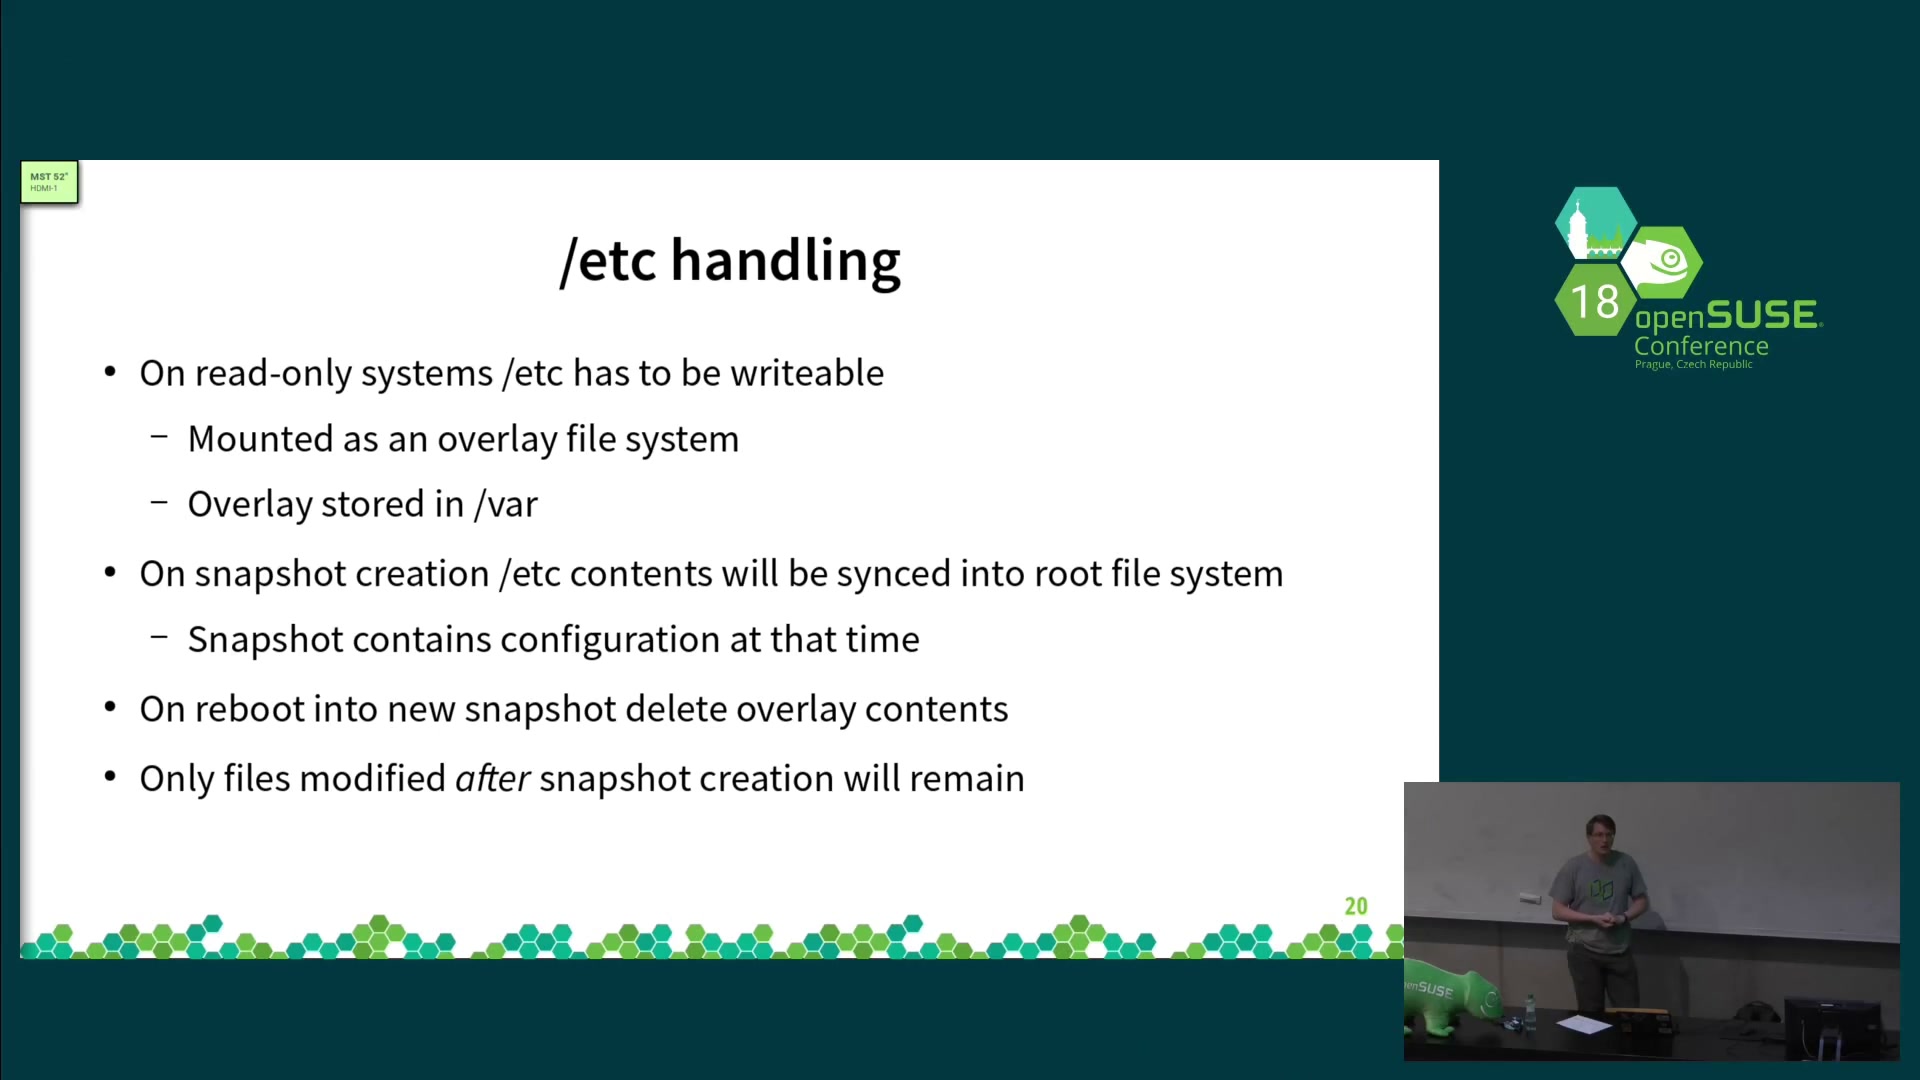 MST 52"
HDMI-1
/etc handling
• On read-only systems /etc has to be writeable
– Mounted as an overlay file system
– Overlay stored in /var
• On snapshot creation /etc contents will be synced into root file system
– Snapshot contains configuration at that time
• On reboot into new snapshot delete overlay contents
• Only files modified after snapshot creation will remain
20
18
openSUSE
Conference
Prague, Czech Republic
enSUSE